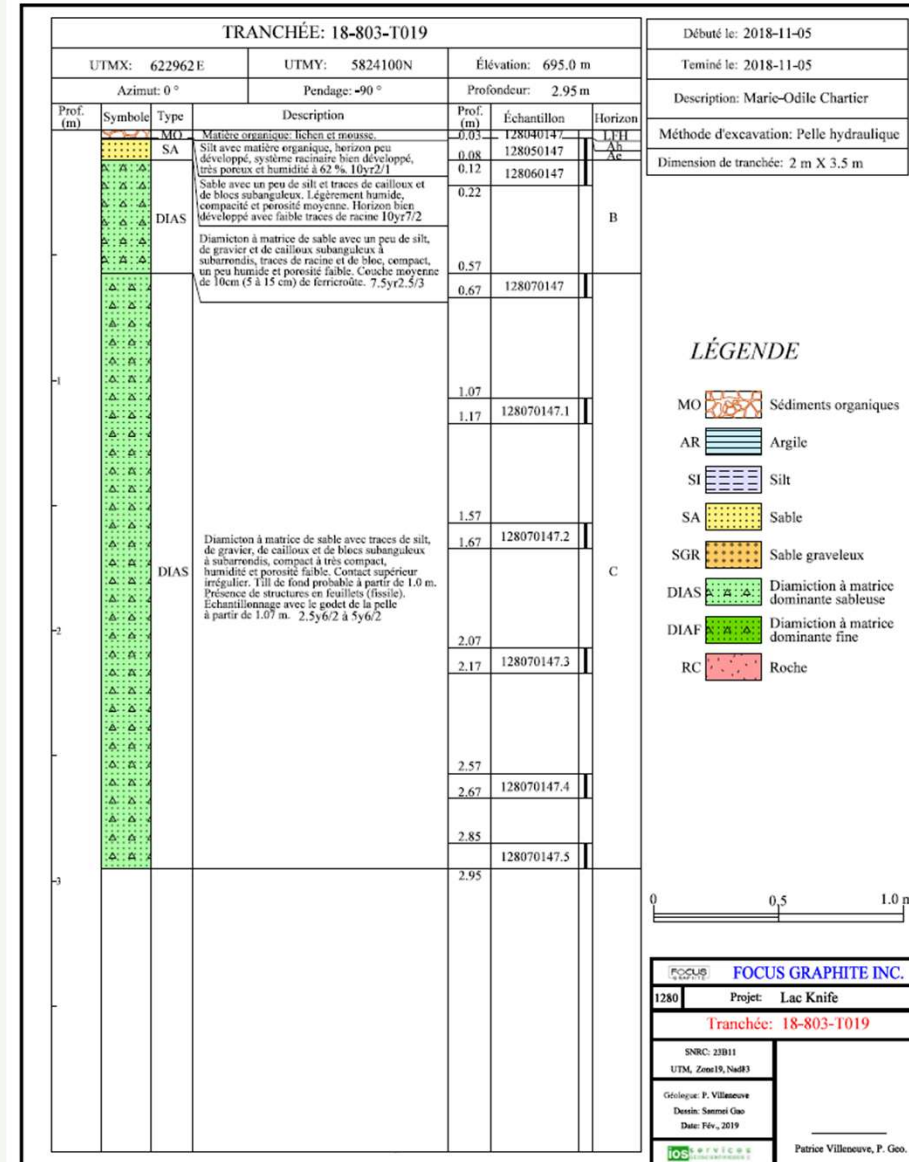 TRANCHÉE: 18-803-T019
UTMX: 622962 E UTMY: 5824100N Élévation: 695.0 m
Azimut: 0 ° Pendage: -90 ° Profondeur: 2.95 m
Prof. (m) Symbole Type Description Prof. (m) Échantillon Horizon
MO Matière organique: lichen et mousse. 0.03 128040147 LFH
SA Silt avec matière organique, horizon peu
développé, système racinaire bien développé,
très poreux et humidité à 62 %. 10yr2/1
0.08 128050147 Ah
Ae
0.12 128060147
0.22
DIAS
Sable avec un peu de silt et traces de cailloux et
de blocs subanguleux. Légèrement humide,
compacité et porosité moyenne. Horizon bien
développé avec faible traces de racine 10yr7/2
B
Diamicton à matrice de sable avec un peu de silt,
de gravier et de cailloux subanguleux à
subarrondis, traces de racine et de bloc, compact,
un peu humide et porosité faible. Couche moyenne
de 10cm (5 à 15 cm) de ferricroûte. 7.5yr2.5/3
0.57
0.67 128070147
1
1.07
1.17 128070147.1
1.57
1.67 128070147.2
DIAS
Diamicton à matrice de sable avec traces de silt,
de gravier, de cailloux et de blocs subanguleux
à subarrondis, compact à très compact,
humidité et porosité faible. Contact supérieur
irrégulier. Till de fond probable à partir de 1.0 m.
Présence de structures en feuillets (fissile).
Échantillonnage avec le godet de la pelle
à partir de 1.07 m. 2.5y6/2 à 5y6/2
C
2
2.07
2.17 128070147.3
2.57
2.67 128070147.4
2.85
128070147.5
2.95
3
Débuté le: 2018-11-05
Teminé le: 2018-11-05
Description: Marie-Odile Chartier
Méthode d'excavation: Pelle hydraulique
Dimension de tranchée: 2 m X 3.5 m
LÉGENDE
MO Sédiments organiques
AR Argile
SI Silt
SA Sable
SGR Sable graveleux
DIAS Diamiction à matrice
dominante sableuse
DIAF Diamiction à matrice
dominante fine
RC Roche
0 0,5 1.0 m
FOCUS GRAPHITE FOCUS GRAPHITE INC.
1280 Projet: Lac Knife
Tranchée: 18-803-T019
SNRC: 23B11
UTM, Zone19, Nad83
Géologue: P. Villeneuve
Dessin: Sanmei Gao
Date: Fév., 2019
IOS services
Patrice Villeneuve, P. Geo.